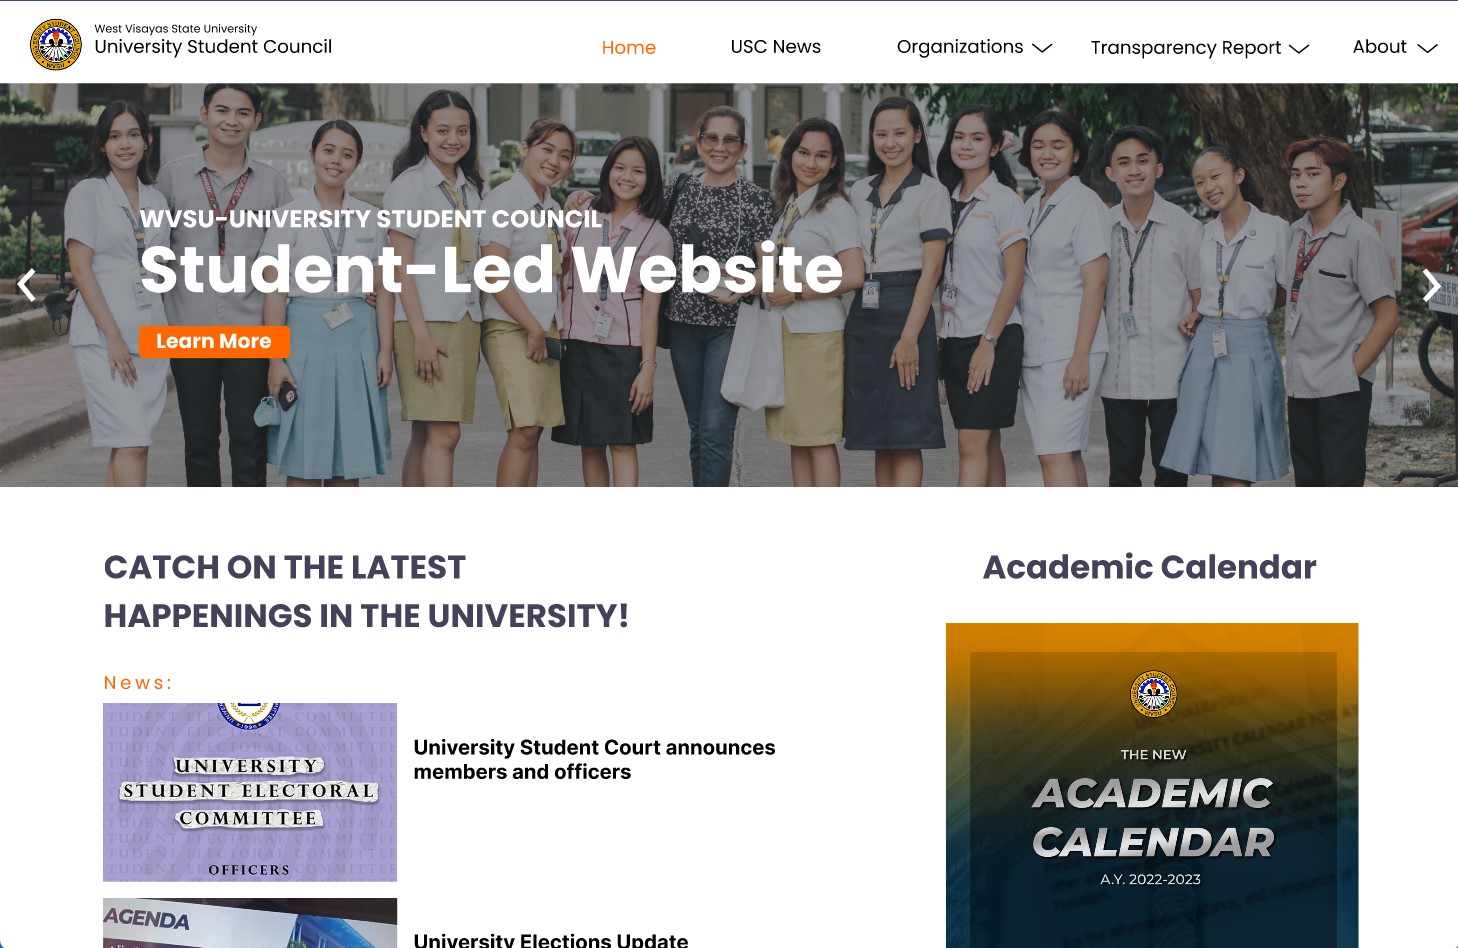 West Visayas State University
University Student Council
Home
USC News
Organizations
Transparency Report
About
WVSU-UNIVERSITY STUDENT COUNCIL
Student-Led Website
Learn More
CATCH ON THE LATEST
HAPPENINGS IN THE UNIVERSITY!
News:
UNIVERSITY
STUDENT ELECTORAL
COMMITTEE
OFFICERS
University Student Court announces
members and officers
AGENDA
University Elections Update
Academic Calendar
THE NEW
ACADEMIC
CALENDAR
A.Y. 2022-2023